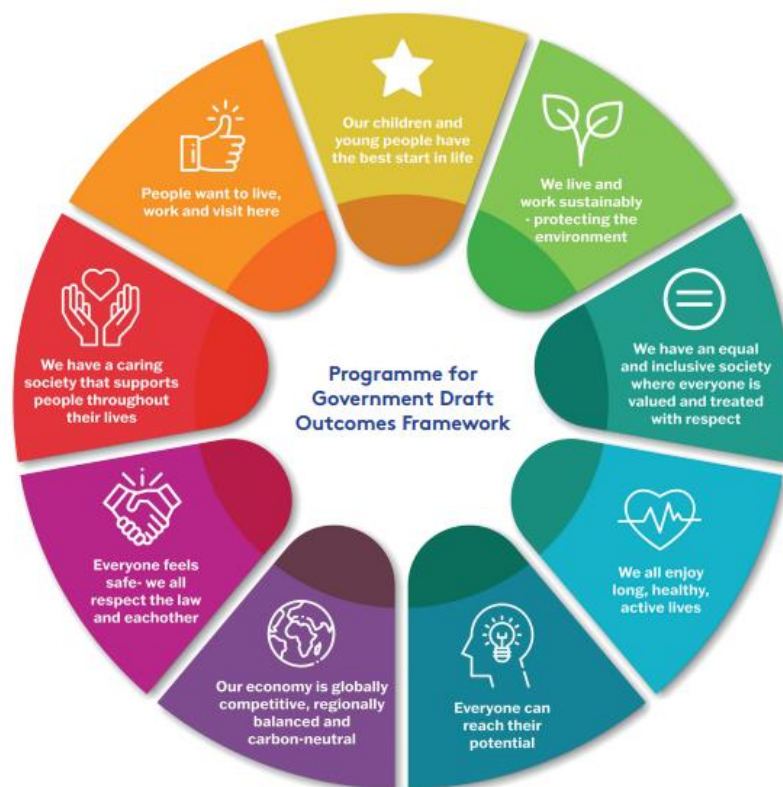 Our children and
young people have
the best start in life
We live and
work sustainably
- protecting the
environment
We have an equal
and inclusive society
where everyone is
valued and treated
with respect
We all enjoy
long, healthy,
active lives
Everyone can
reach their
potential
Our economy is globally
competitive, regionally
balanced and
carbon-neutral
Everyone feels
safe- we all
respect the law
and eachother
We have a caring
society that supports
people throughout
their lives
People want to live,
work and visit here
Programme for
Government Draft
Outcomes Framework